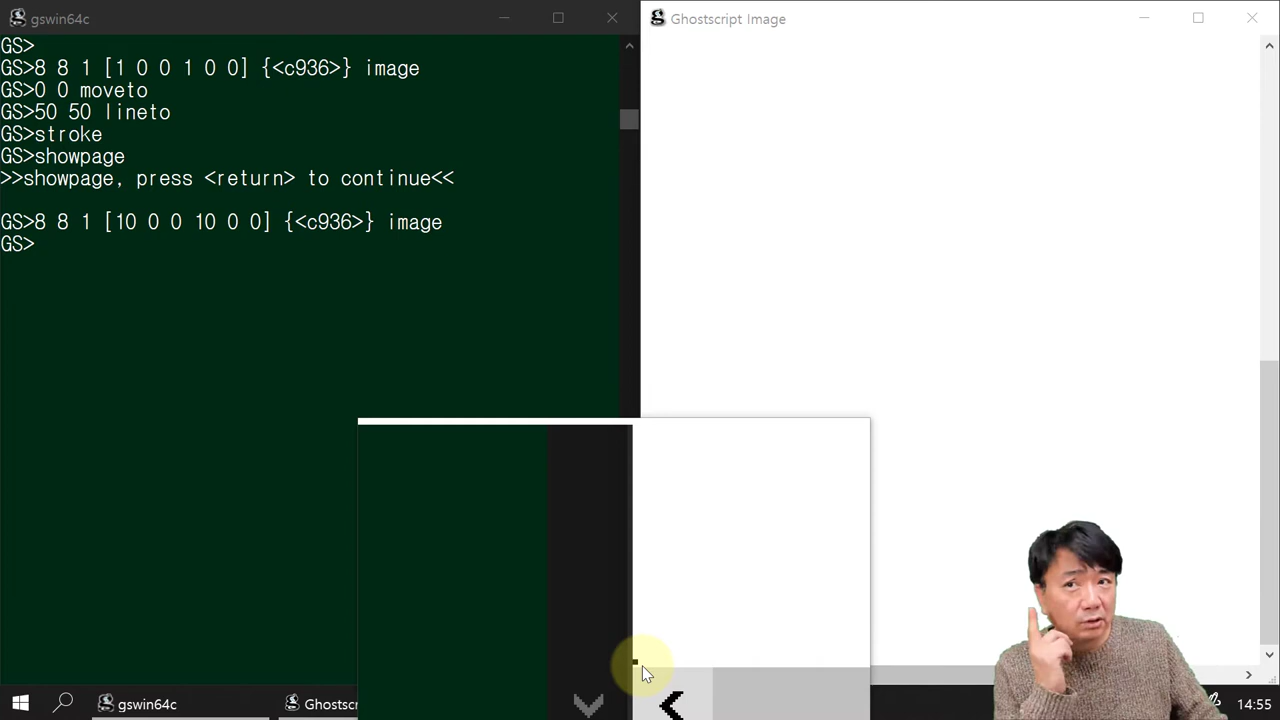 gswin64c
Ghostscript Image
GS>
GS>8 8 1 [1 0 0 1 0 0] {<c936>} image
GS>0 0 moveto
GS>50 50 lineto
GS>stroke
GS>showpage
>>showpage, press <return> to continue<<
GS>8 8 1 [10 0 0 10 0 0] {<c936>} image
GS>
gswin64c
Ghostsc
14:55